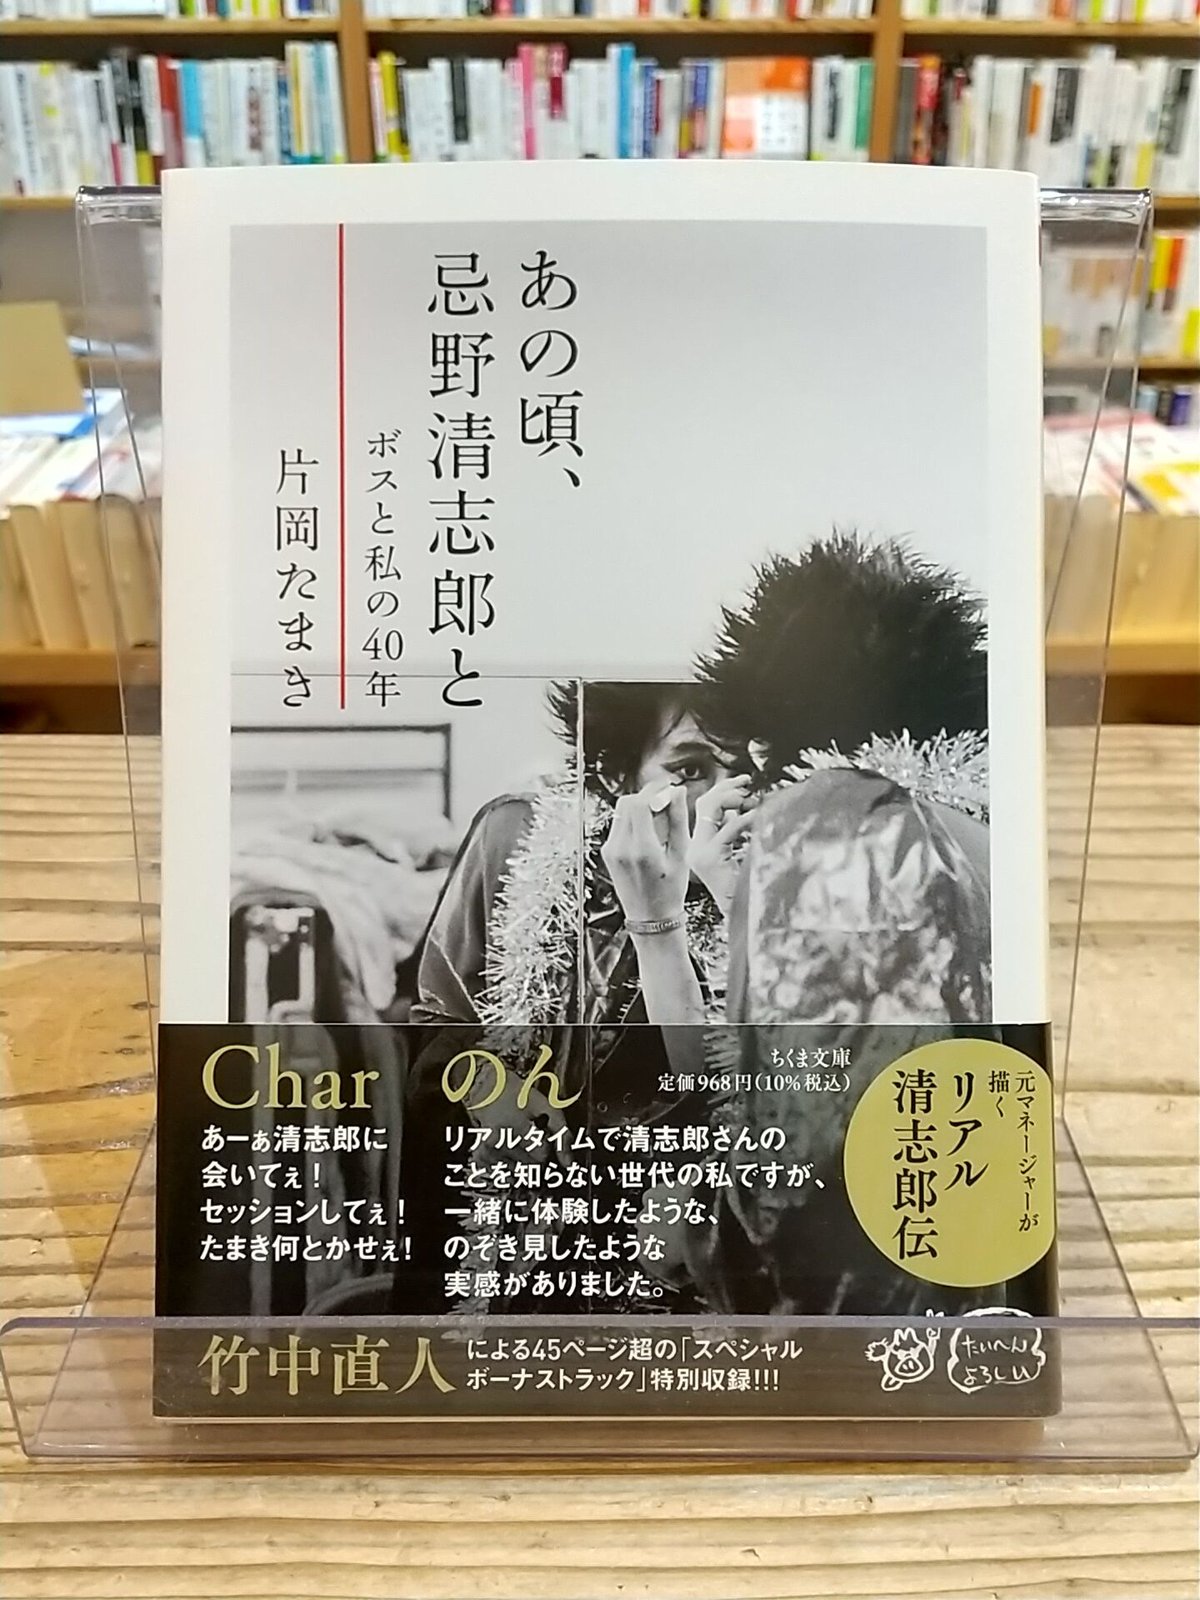 あの頃、
忌野清志郎と
ボスと私の40年
片岡たまき
Char
あーぁ清志郎に
会いてぇ!
セッションしてぇ!
たまき何とかせぇ!
のん
リアルタイムで清志郎さんの
ことを知らない世代の私ですが、
一緒に体験したような、
のぞき見したような
実感がありました。
ちくま文庫
定価968円(10%税込)
元マネージャーが
描く
リアル
清志郎伝
竹中直人
による45ページ超の「スペシャル
ボーナストラック」特別収録!!!
たいへん
よろしい